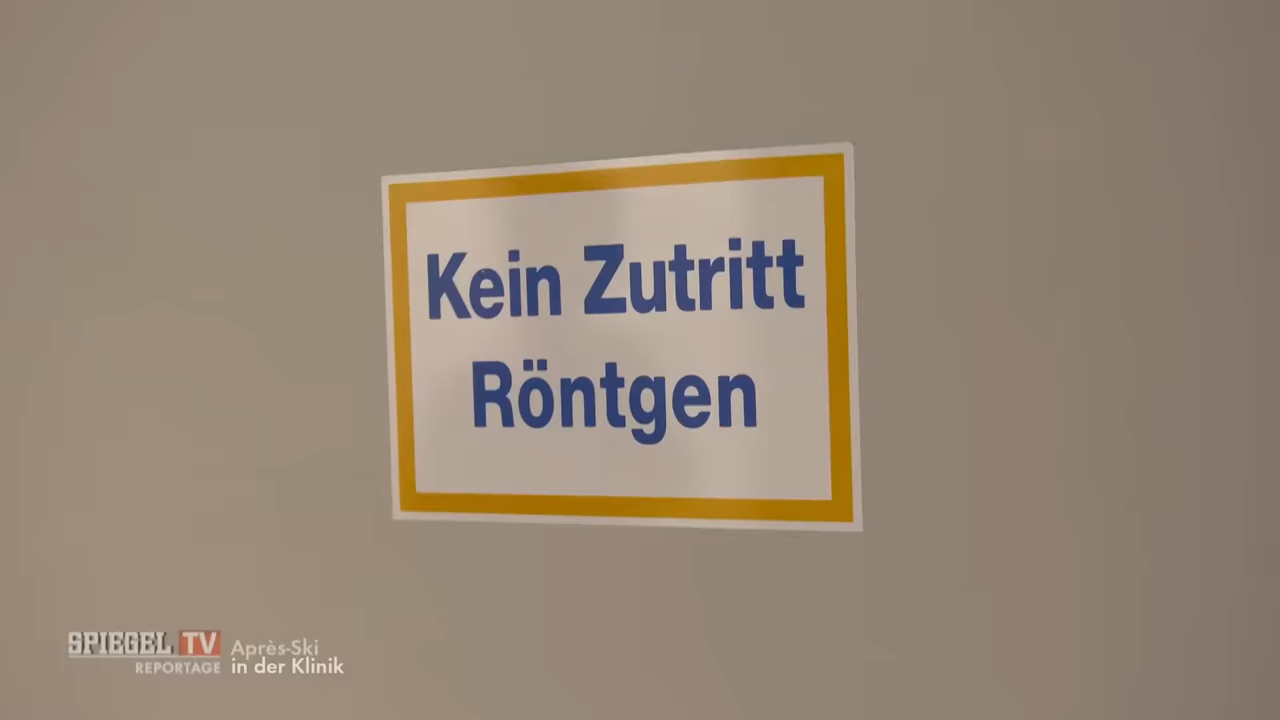 Kein Zutritt
Röntgen
SPIEGEL TV
REPORTAGE
Après-Ski
in der Klinik